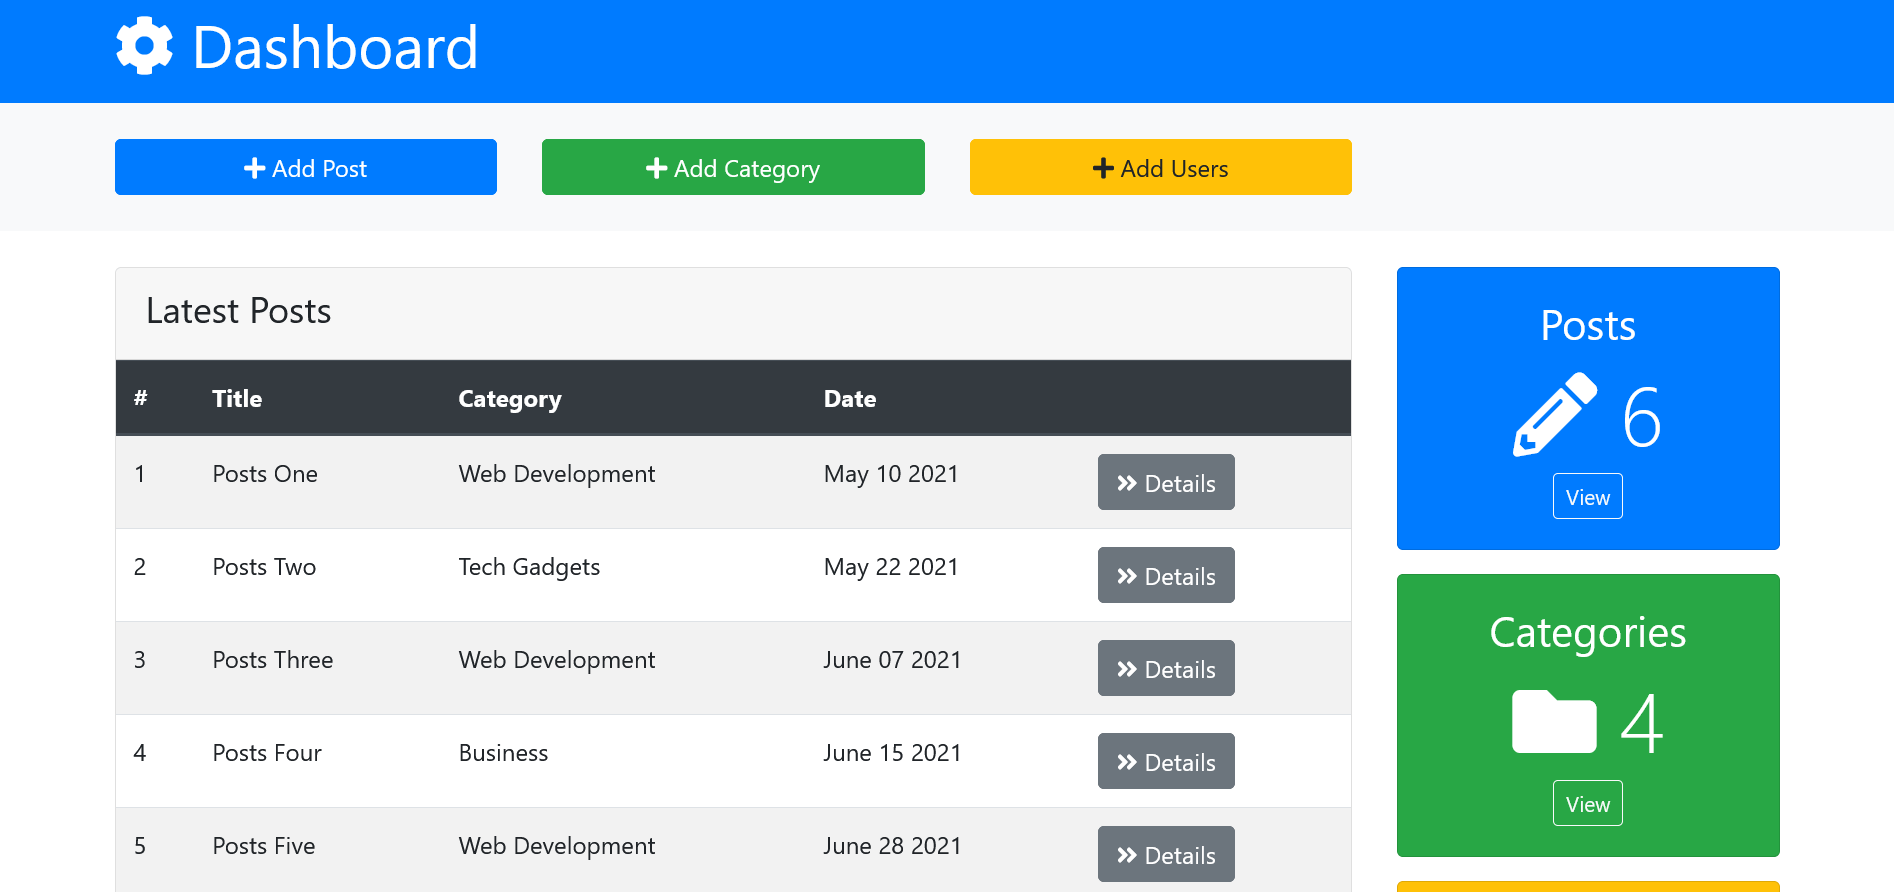 Dashboard
Add Post
Add Category
Add Users
Latest Posts
# Title Category Date
1 Posts One Web Development May 10 2021 Details
2 Posts Two Tech Gadgets May 22 2021 Details
3 Posts Three Web Development June 07 2021 Details
4 Posts Four Business June 15 2021 Details
5 Posts Five Web Development June 28 2021 Details
Posts
6
View
Categories
4
View